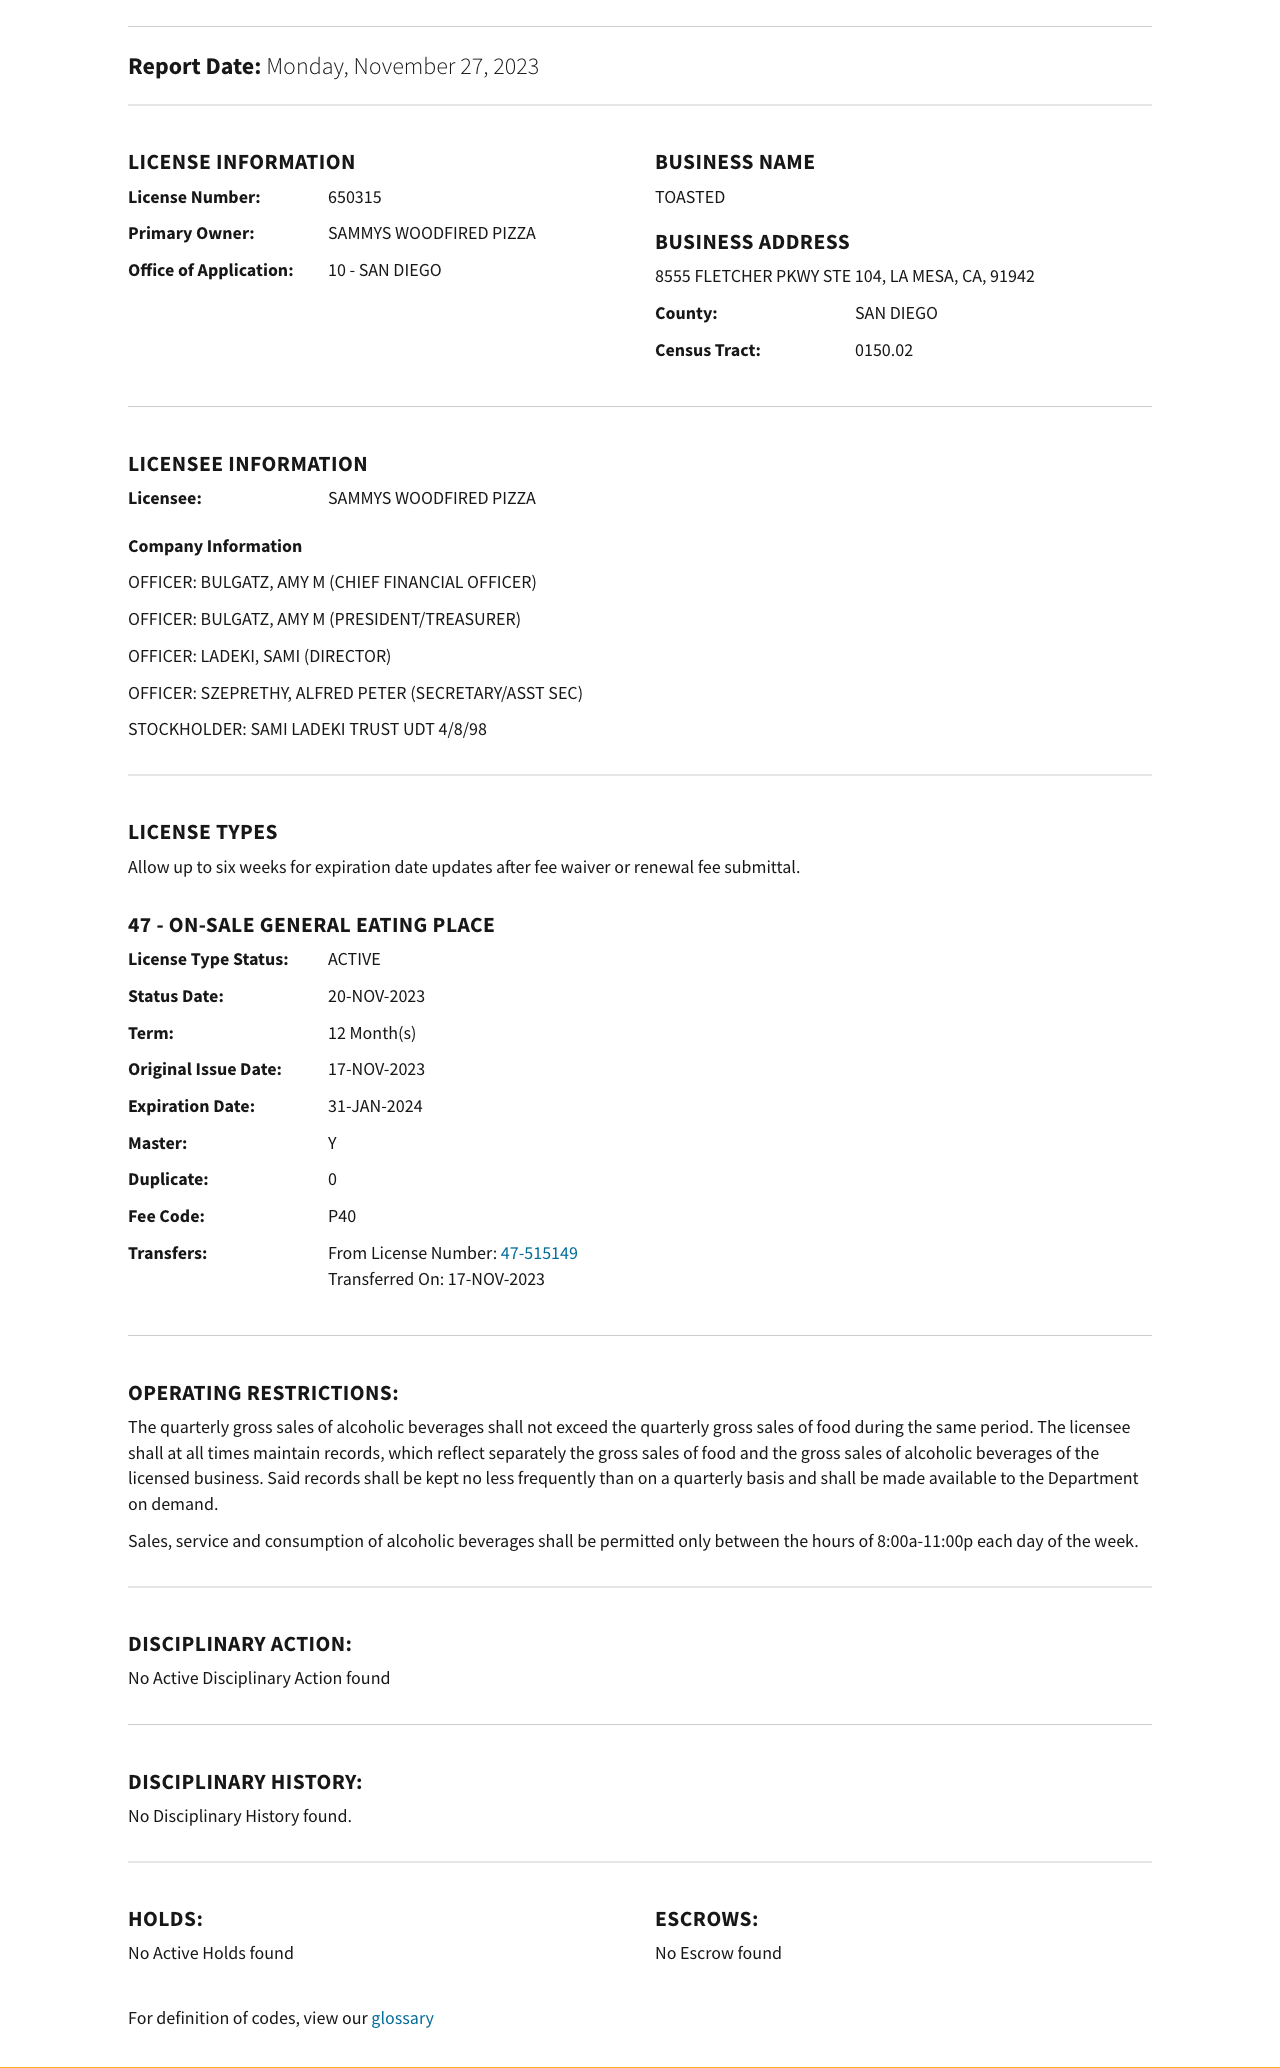 Report Date: Monday, November 27, 2023
LICENSE INFORMATION
License Number: 650315
Primary Owner: SAMMYS WOODFIRED PIZZA
Office of Application: 10 - SAN DIEGO
BUSINESS NAME
TOASTED
BUSINESS ADDRESS
8555 FLETCHER PKWY STE 104, LA MESA, CA, 91942
County: SAN DIEGO
Census Tract: 0150.02
LICENSEE INFORMATION
Licensee: SAMMYS WOODFIRED PIZZA
Company Information
OFFICER: BULGATZ, AMY M (CHIEF FINANCIAL OFFICER)
OFFICER: BULGATZ, AMY M (PRESIDENT/TREASURER)
OFFICER: LADEKI, SAMI (DIRECTOR)
OFFICER: SZEPRETHY, ALFRED PETER (SECRETARY/ASST SEC)
STOCKHOLDER: SAMI LADEKI TRUST UDT 4/8/98
LICENSE TYPES
Allow up to six weeks for expiration date updates after fee waiver or renewal fee submittal.
47 - ON-SALE GENERAL EATING PLACE
License Type Status: ACTIVE
Status Date: 20-NOV-2023
Term: 12 Month(s)
Original Issue Date: 17-NOV-2023
Expiration Date: 31-JAN-2024
Master: Y
Duplicate: 0
Fee Code: P40
Transfers: From License Number: 47-515149
Transferred On: 17-NOV-2023
OPERATING RESTRICTIONS:
The quarterly gross sales of alcoholic beverages shall not exceed the quarterly gross sales of food during the same period. The licensee
shall at all times maintain records, which reflect separately the gross sales of food and the gross sales of alcoholic beverages of the
licensed business. Said records shall be kept no less frequently than on a quarterly basis and shall be made available to the Department
on demand.
Sales, service and consumption of alcoholic beverages shall be permitted only between the hours of 8:00a-11:00p each day of the week.
DISCIPLINARY ACTION:
No Active Disciplinary Action found
DISCIPLINARY HISTORY:
No Disciplinary History found.
HOLDS:
No Active Holds found
ESCROWS:
No Escrow found
For definition of codes, view our glossary